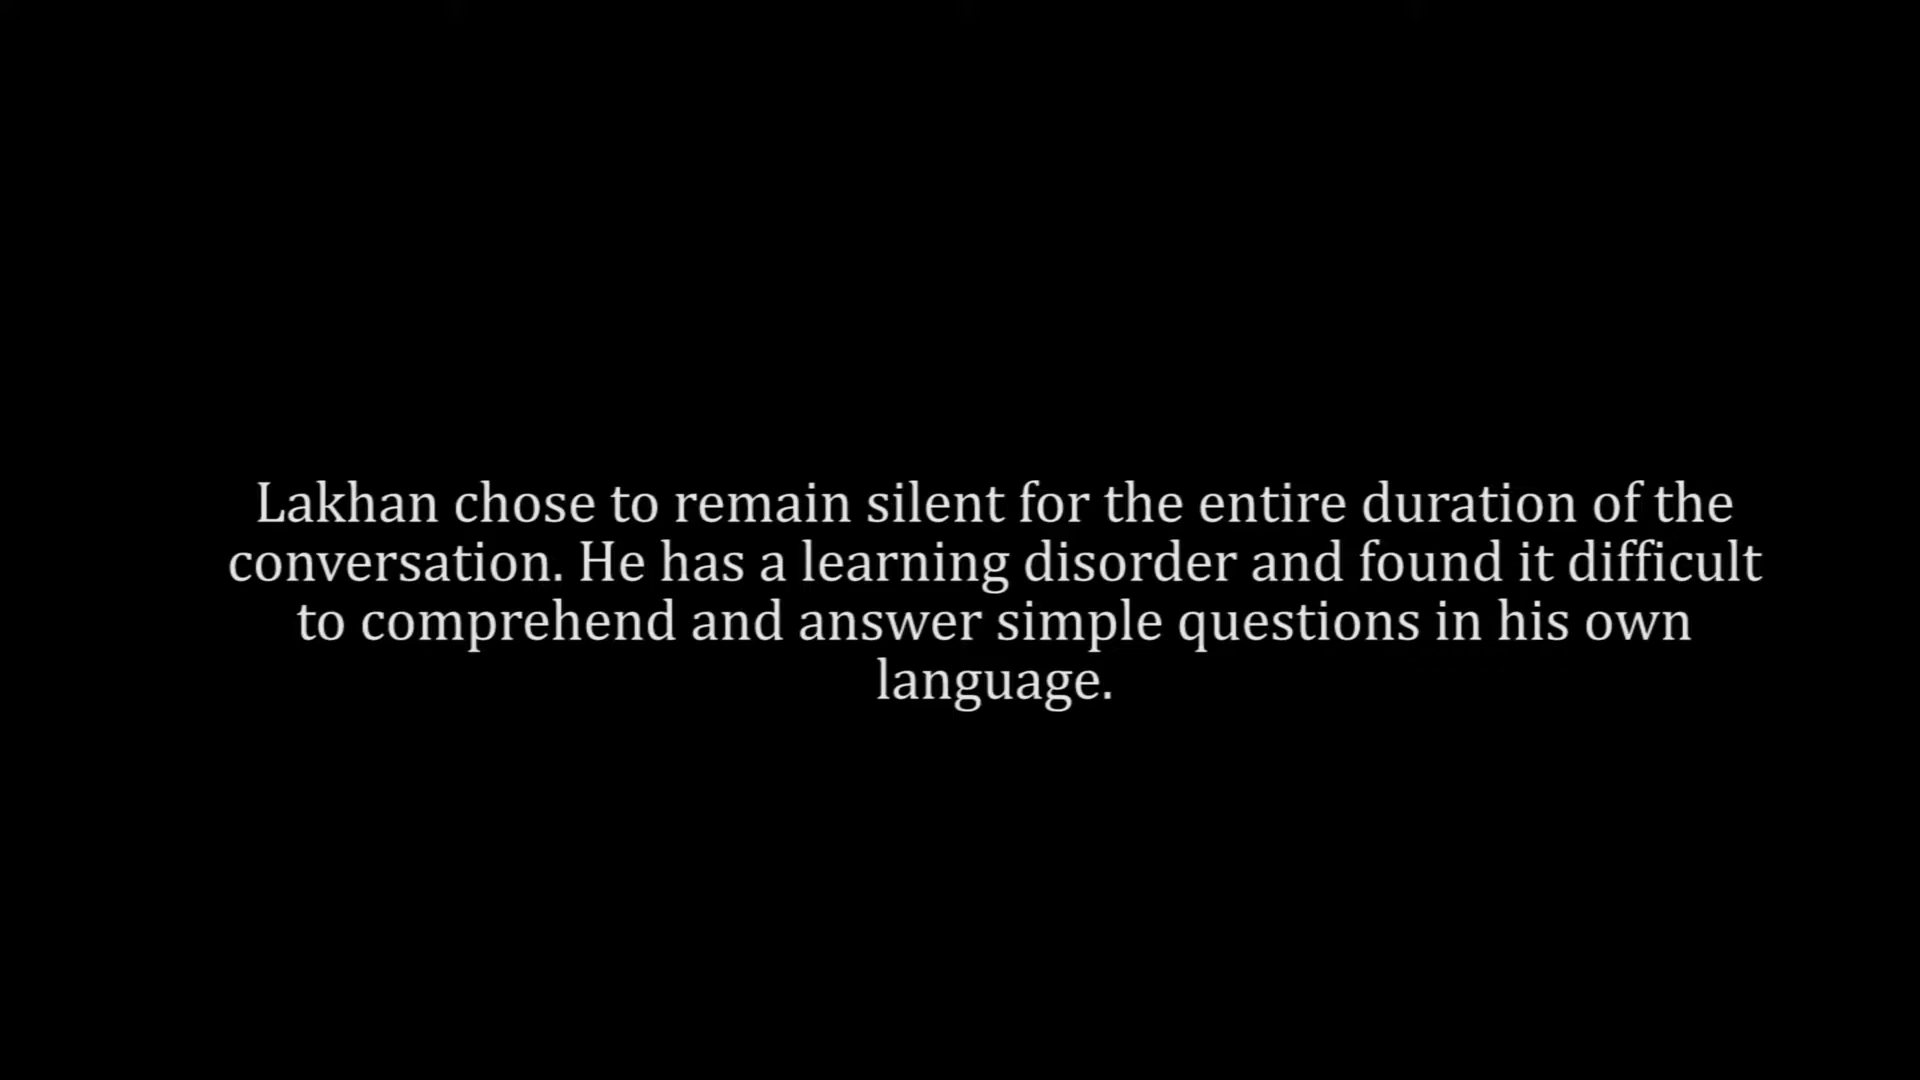 Lakhan chose to remain silent for the entire duration of the
conversation. He has a learning disorder and found it difficult
to comprehend and answer simple questions in his own
language.